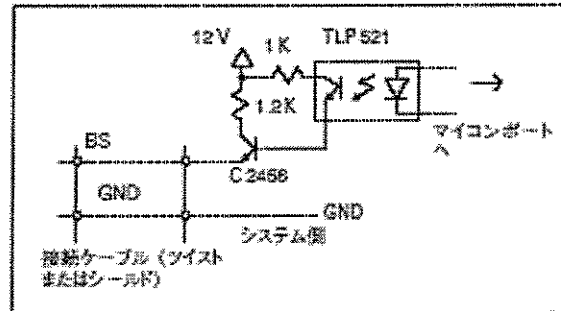 12V
1K
TLP521
1.2K
BS
C2456
マイコンポート
へ
GND
GND
システム側
接続ケーブル (ツイスト
またはシールド)